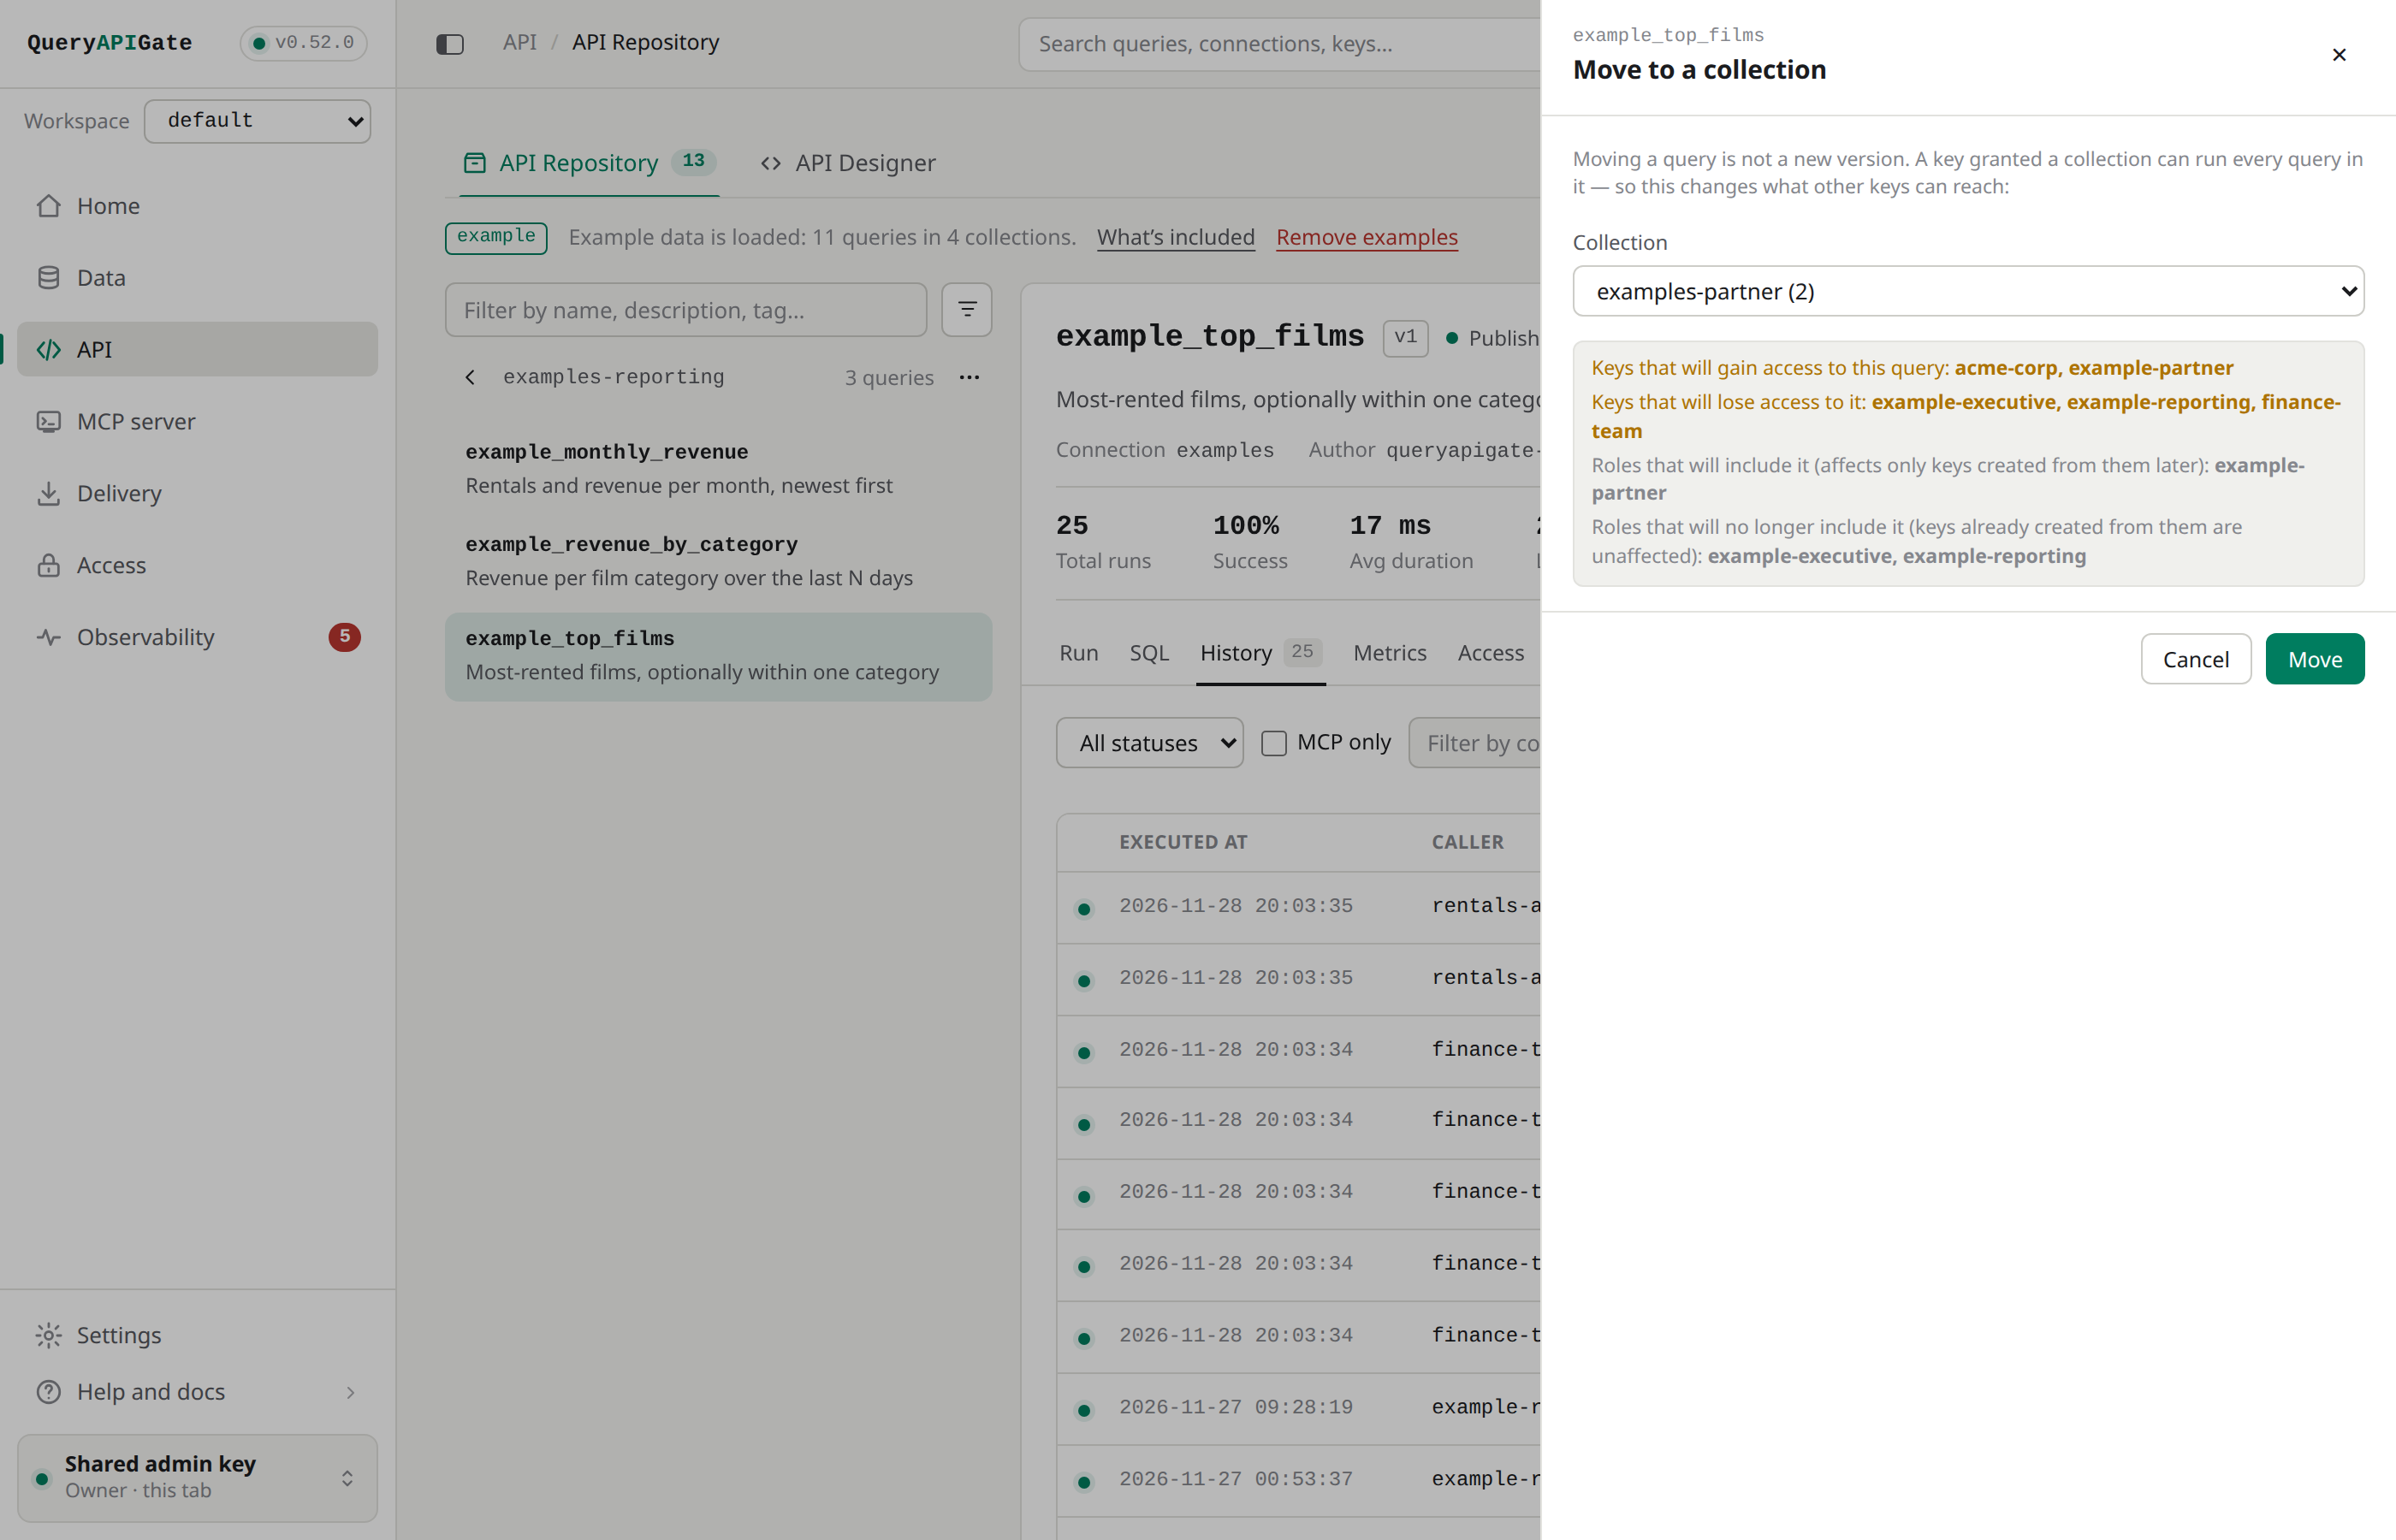 QueryAPIGate
v0.52.0
Workspace
default
Home
Data
API
MCP server
Delivery
Access
Observability
5
Settings
Help and docs
Shared admin key
Owner · this tab
API / API Repository
Search queries, connections, keys...
API Repository 13
API Designer
example
Example data is loaded: 11 queries in 4 collections.
What's included
Remove examples
Filter by name, description, tag...
examples-reporting
3 queries
example_monthly_revenue
Rentals and revenue per month, newest first
example_revenue_by_category
Revenue per film category over the last N days
example_top_films
Most-rented films, optionally within one category
example_top_films v1 Publish
Most-rented films, optionally within one catego
Connection examples Author queryapigate-
25 100% 17 ms
Total runs Success Avg duration
Run SQL History 25 Metrics Access
All statuses MCP only Filter by co
EXECUTED AT CALLER
2026-11-28 20:03:35 rentals-a
2026-11-28 20:03:35 rentals-a
2026-11-28 20:03:34 finance-t
2026-11-28 20:03:34 finance-t
2026-11-28 20:03:34 finance-t
2026-11-28 20:03:34 finance-t
2026-11-28 20:03:34 finance-t
2026-11-27 09:28:19 example-r
2026-11-27 00:53:37 example-r
example_top_films
Move to a collection
Moving a query is not a new version. A key granted a collection can run every query in
it — so this changes what other keys can reach:
Collection
examples-partner (2)
Keys that will gain access to this query: acme-corp, example-partner
Keys that will lose access to it: example-executive, example-reporting, finance-
team
Roles that will include it (affects only keys created from them later): example-
partner
Roles that will no longer include it (keys already created from them are
unaffected): example-executive, example-reporting
Cancel
Move